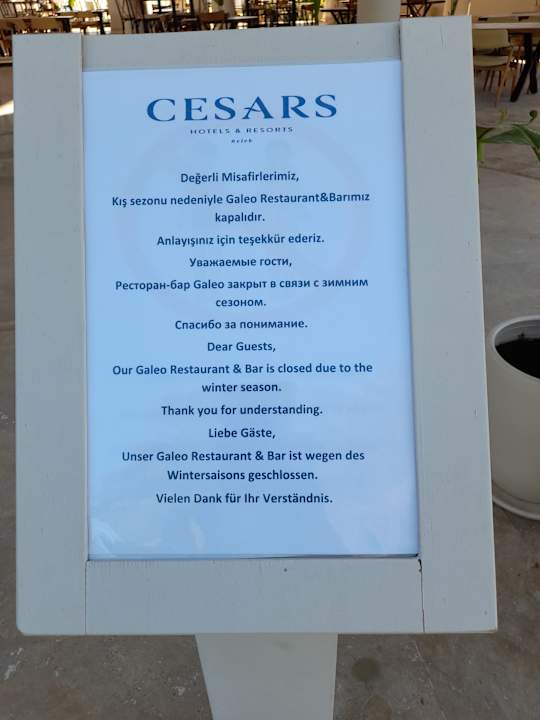 CESARS
HOTELS & RESORTS
Belek
Değerli Misafirlerimiz,
Kış sezonu nedeniyle Galeo Restaurant&Barımız
kapalıdır.
Anlayışınız için teşekkür ederiz.
Уважаемые гости,
Ресторан-бар Galeo закрыт в связи с зимним
сезоном.
Спасибо за понимание.
Dear Guests,
Our Galeo Restaurant & Bar is closed due to the
winter season.
Thank you for understanding.
Liebe Gäste,
Unser Galeo Restaurant & Bar ist wegen des
Wintersaisons geschlossen.
Vielen Dank für Ihr Verständnis.